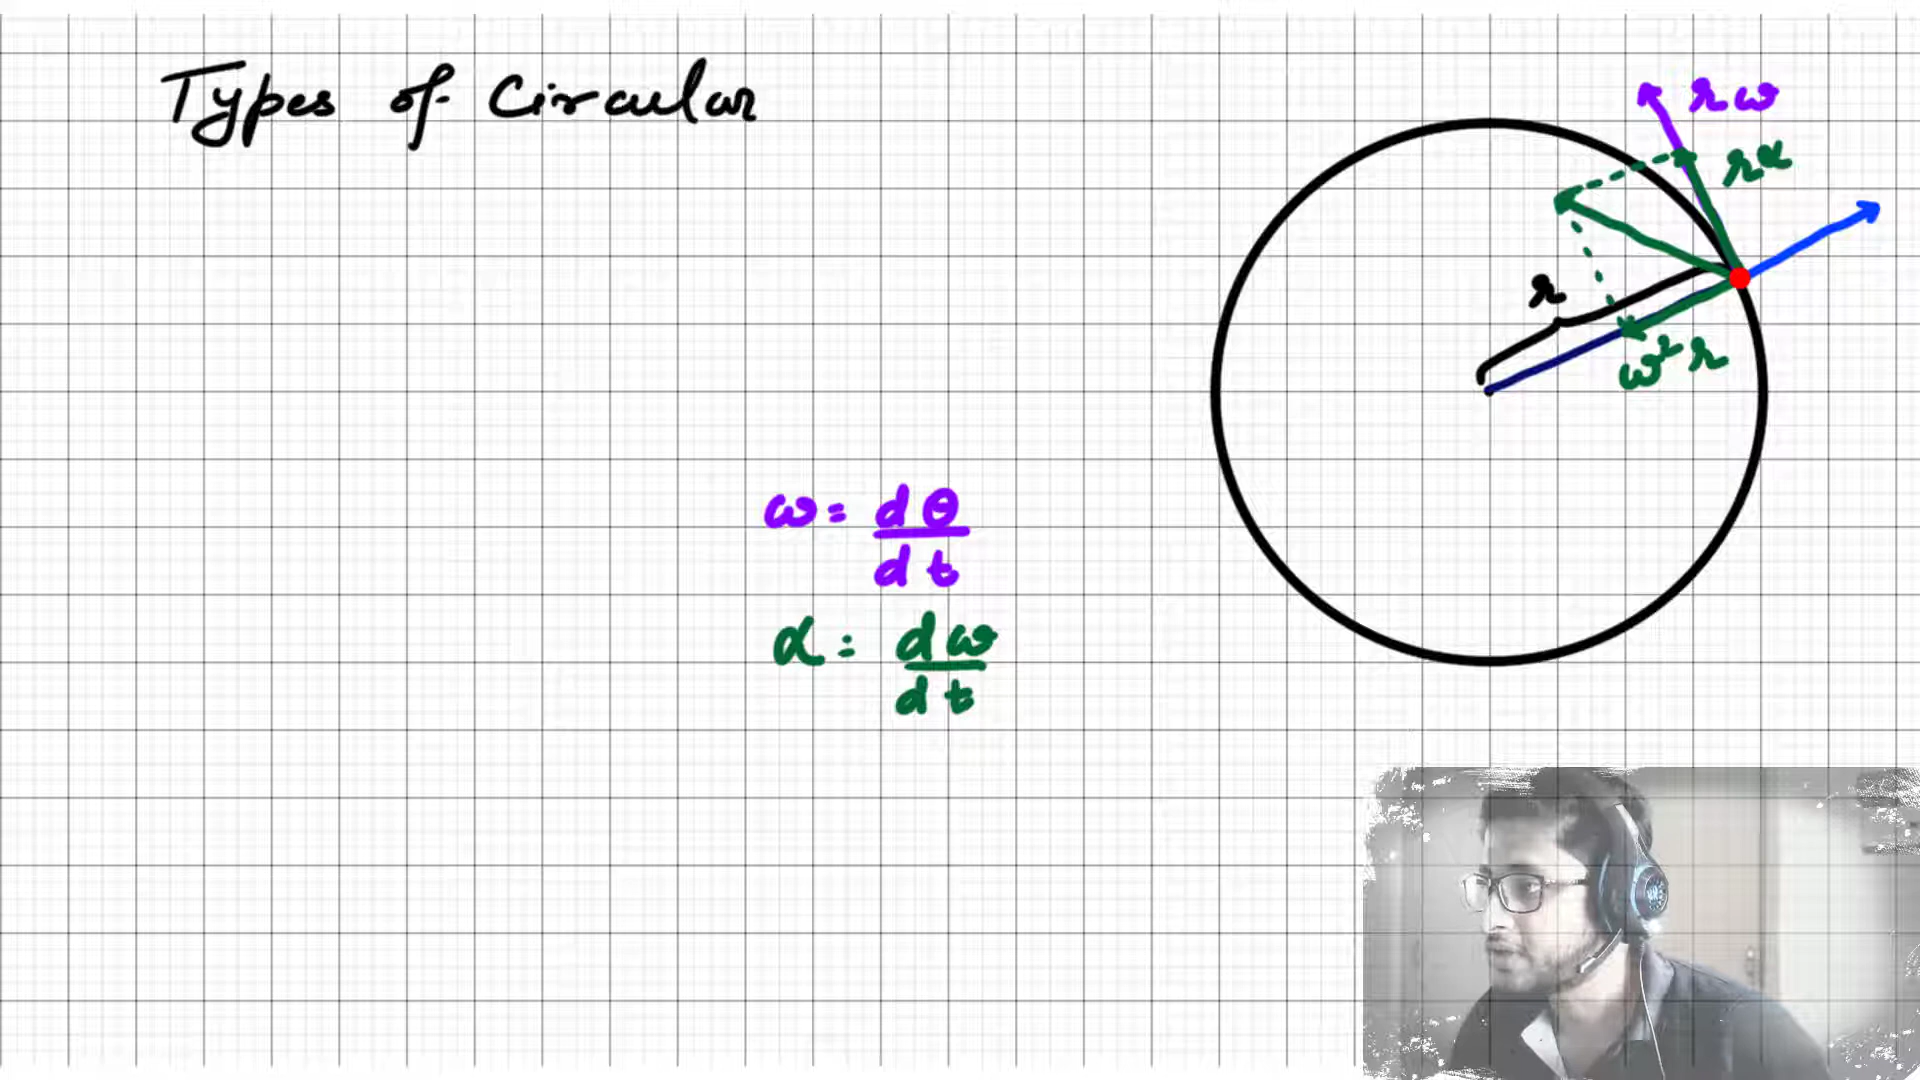 Types of Circular
rω
rα
r
ω²r
ω = dθ
dt
α = dω
dt